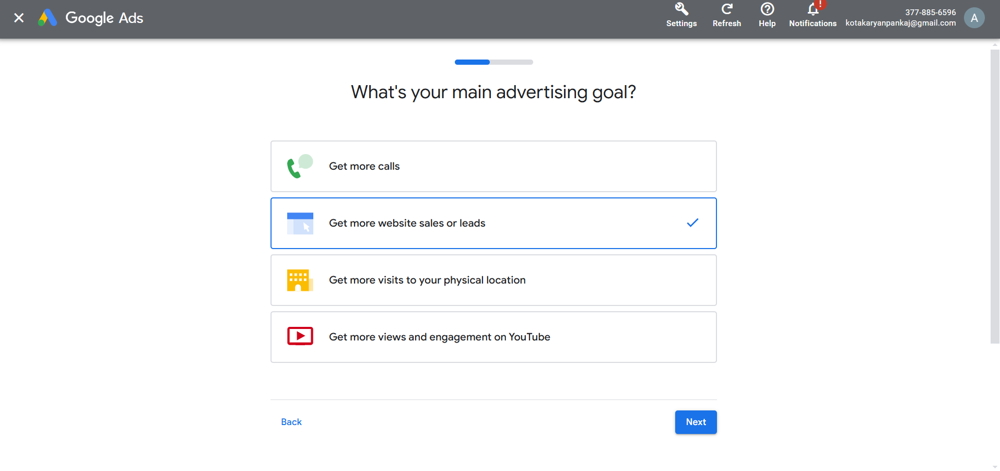 Google Ads
Settings
Refresh
Help
!
Notifications
377-885-6596
kotakaryanpankaj@gmail.com
A
What's your main advertising goal?
Get more calls
Get more website sales or leads
Get more visits to your physical location
Get more views and engagement on YouTube
Back
Next